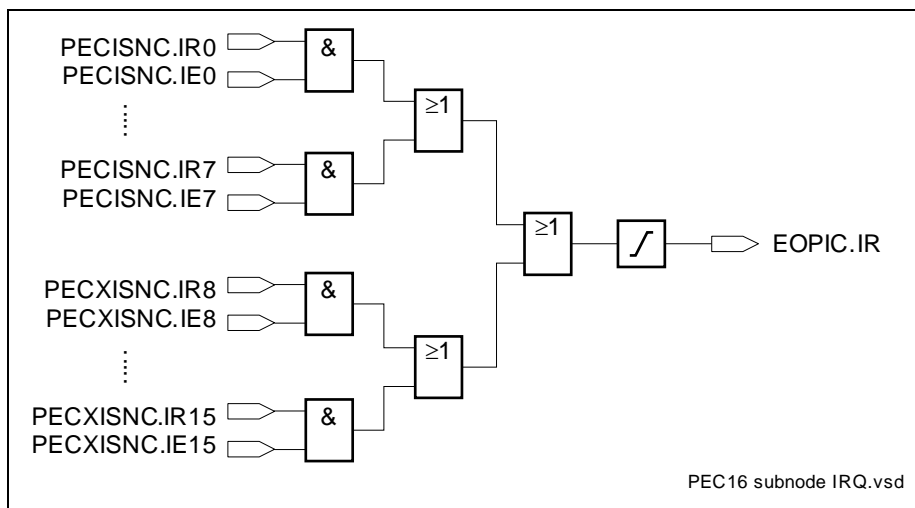 PECISNC.IR0
&
PECISNC.IE0
≥1
PECISNC.IR7
&
PECISNC.IE7
≥1
EOPIC.IR
PECXISNC.IR8
&
PECXISNC.IE8
≥1
PECXISNC.IR15
&
PECXISNC.IE15
PEC16 subnode IRQ.vsd